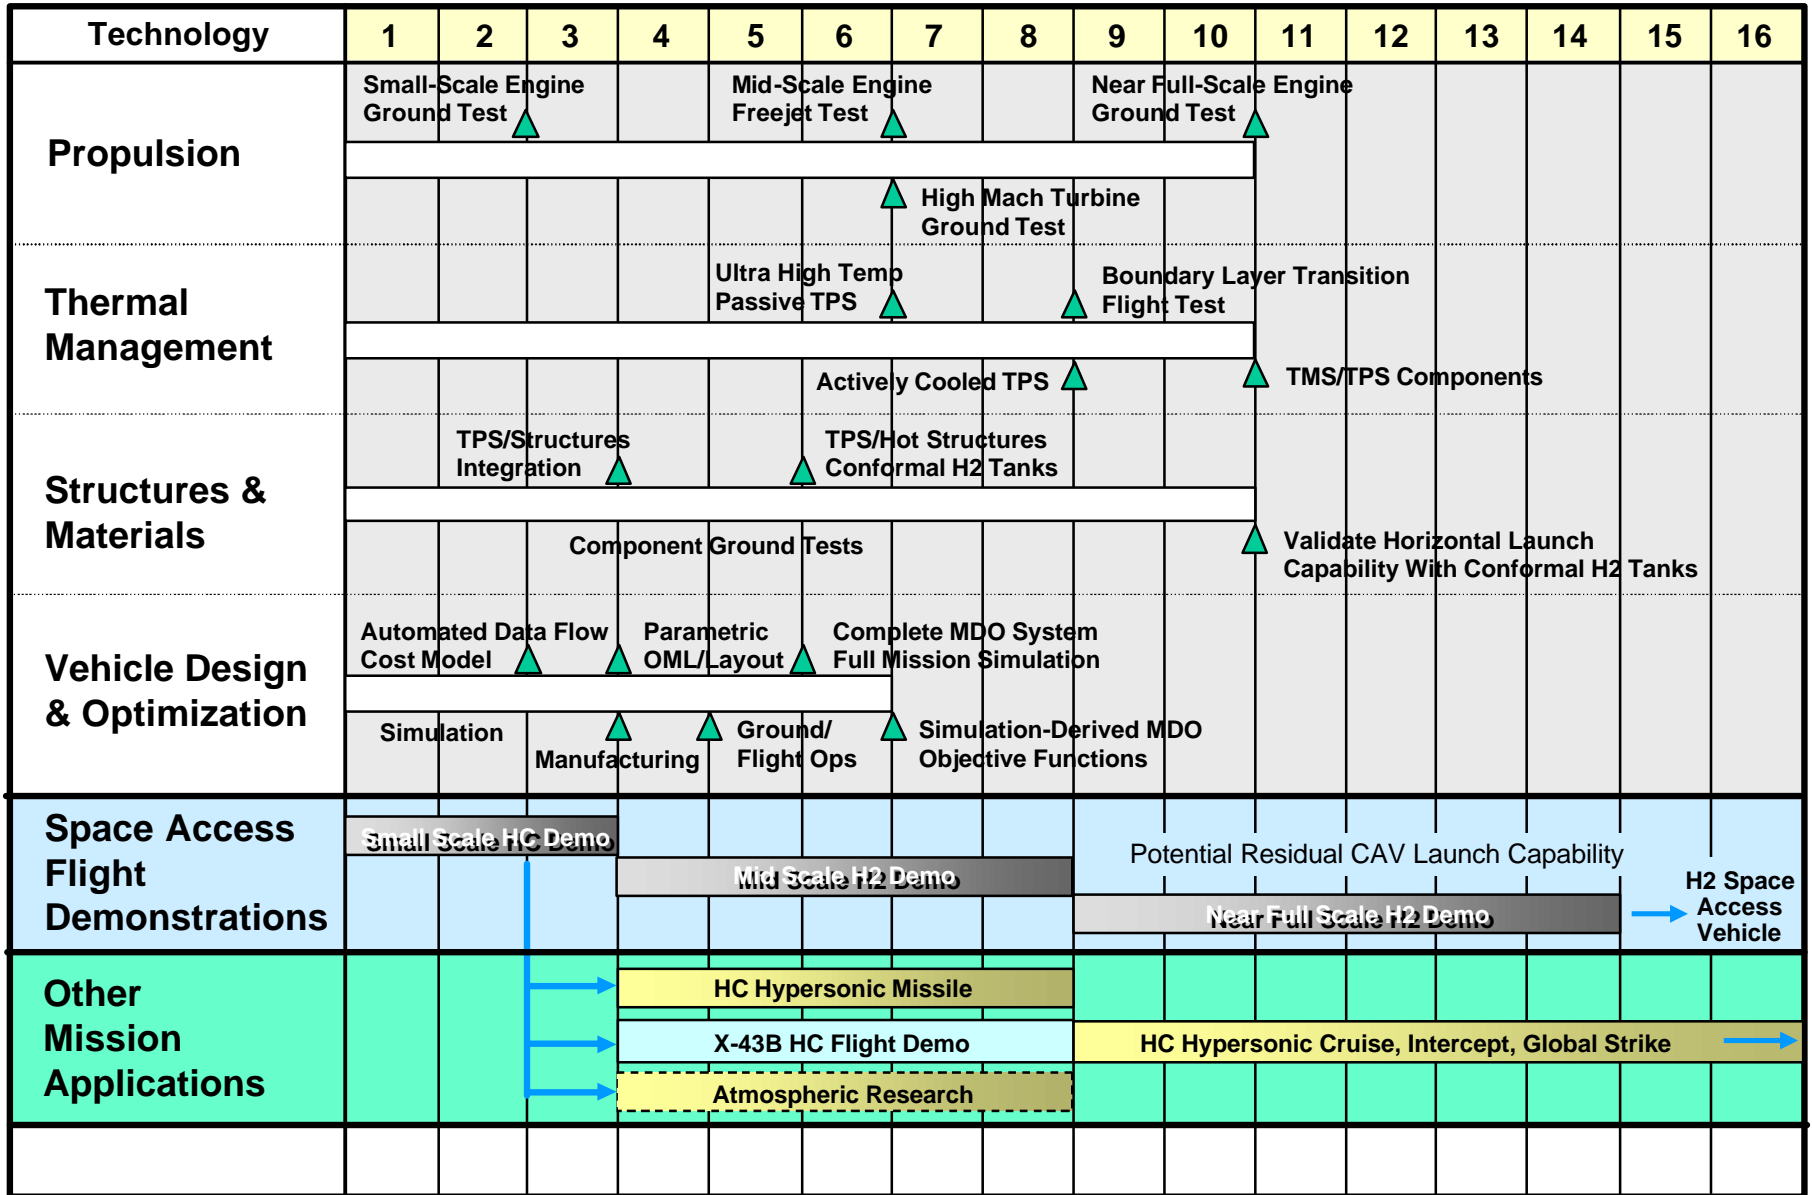 Technology 1 2 3 4 5 6 7 8 9 10 11 12 13 14 15 16
Propulsion
Small-Scale Engine
Ground Test
Mid-Scale Engine
Freejet Test
Near Full-Scale Engine
Ground Test
High Mach Turbine
Ground Test
Thermal
Management
Ultra High Temp
Passive TPS
Boundary Layer Transition
Flight Test
Actively Cooled TPS
TMS/TPS Components
Structures &
Materials
TPS/Structures
Integration
TPS/Hot Structures
Conformal H2 Tanks
Component Ground Tests
Validate Horizontal Launch
Capability With Conformal H2 Tanks
Vehicle Design
& Optimization
Automated Data Flow
Cost Model
Parametric
OML/Layout
Complete MDO System
Full Mission Simulation
Simulation
Manufacturing
Ground/
Flight Ops
Simulation-Derived MDO
Objective Functions
Space Access
Flight
Demonstrations
Small Scale HC Demo
Mid Scale H2 Demo
Potential Residual CAV Launch Capability
Near Full Scale H2 Demo
H2 Space
Access
Vehicle
Other
Mission
Applications
HC Hypersonic Missile
X-43B HC Flight Demo
HC Hypersonic Cruise, Intercept, Global Strike
Atmospheric Research